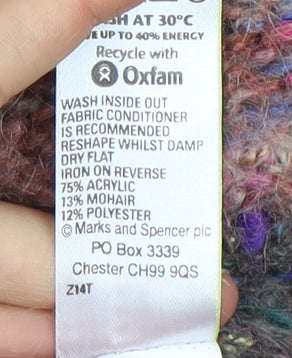 SH AT 30°C
E UP TO 40% ENERGY
Recycle with
Oxfam
WASH INSIDE OUT
FABRIC CONDITIONER
IS RECOMMENDED
RESHAPE WHILST DAMP
DRY FLAT
IRON ON REVERSE
75% ACRYLIC
13% MOHAIR
12% POLYESTER
© Marks and Spencer plc
PO Box 3339
Chester CH99 9QS
Z14T